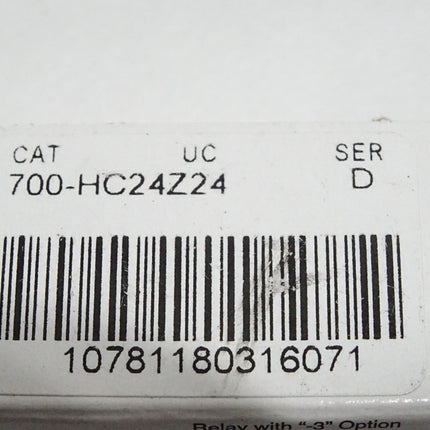 CAT UC SER
700-HC24Z24 D
10781180316071
Relay with "-3" Option